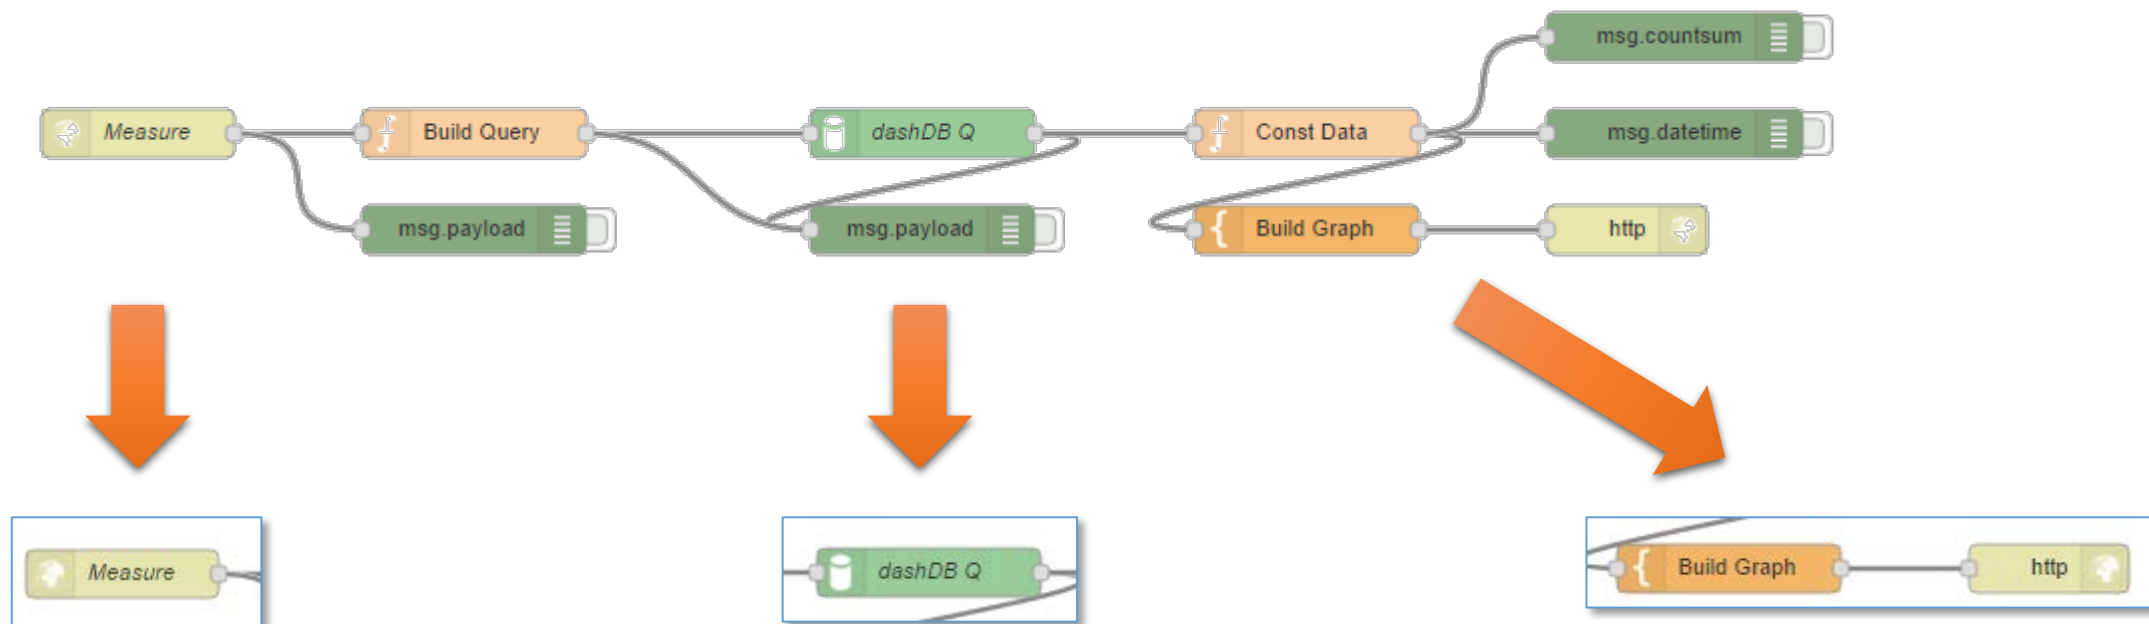 msg.countsum
Measure
Build Query
dashDB Q
Const Data
msg.datetime
msg.payload
msg.payload
Build Graph
http
Measure
dashDB Q
Build Graph
http